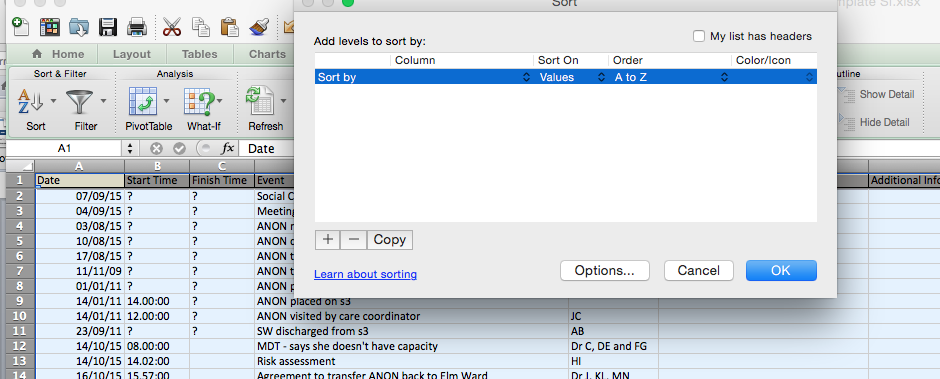 Sort
nplate SI.xlsx
Home Layout Tables Charts
Sort & Filter Analysis
Sort Filter PivotTable What-If Refresh
Add levels to sort by:
My list has headers
Column Sort On Order Color/Icon
Sort by Values A to Z
+ − Copy
Learn about sorting
Options... Cancel OK
utline
Show Detail
Hide Detail
A1 fx Date
A B C
1 Date Start Time Finish Time Event Additional Info
2 07/09/15 ? ? Social C
3 04/09/15 ? ? Meeting
4 03/08/15 ? ? ANON r
5 10/08/15 ? ? ANON c
6 17/08/15 ? ? ANON t
7 11/11/09 ? ? ANON t
8 01/01/11 ? ? ANON p
9 14/01/11 14.00:00 ? ANON placed on s3
10 14/01/11 12.00:00 ? ANON visited by care coordinator JC
11 23/09/11 ? ? SW discharged from s3 AB
12 14/10/15 08.00:00 MDT - says she doesn't have capacity Dr C, DE and FG
13 14/10/15 14.02:00 Risk assessment HI
14 16/10/15 15.57:00 Agreement to transfer ANON back to Elm Ward Dr J, KL, MN